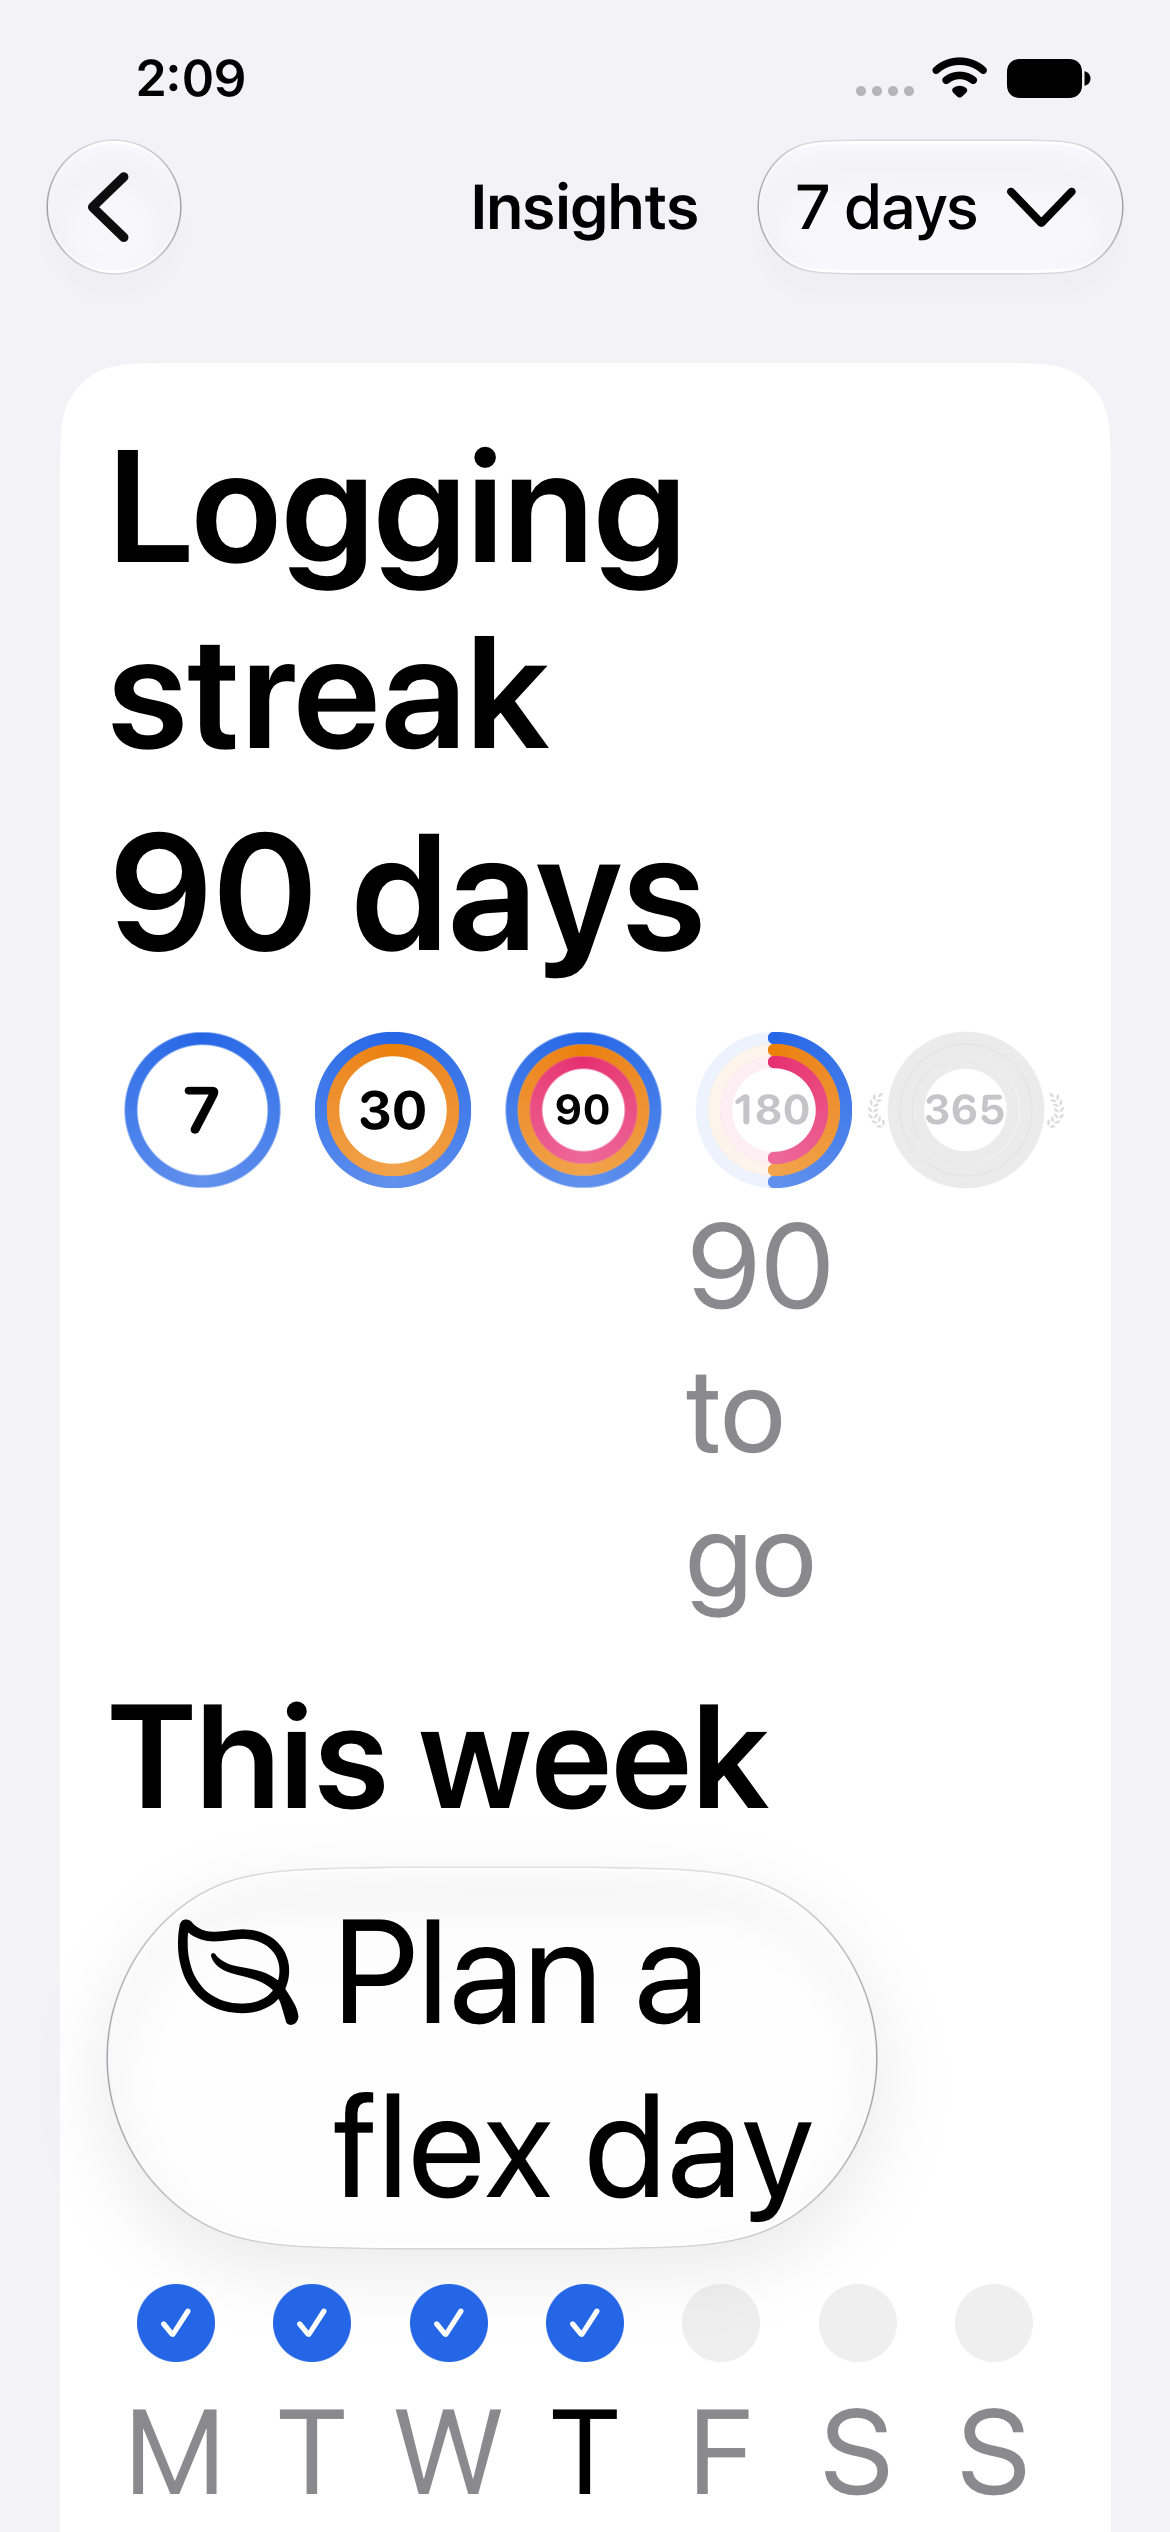 2:09
Insights
7 days
Logging
streak
90 days
7 30 90 180 365
90
to
go
This week
Plan a
flex day
M T W T F S S